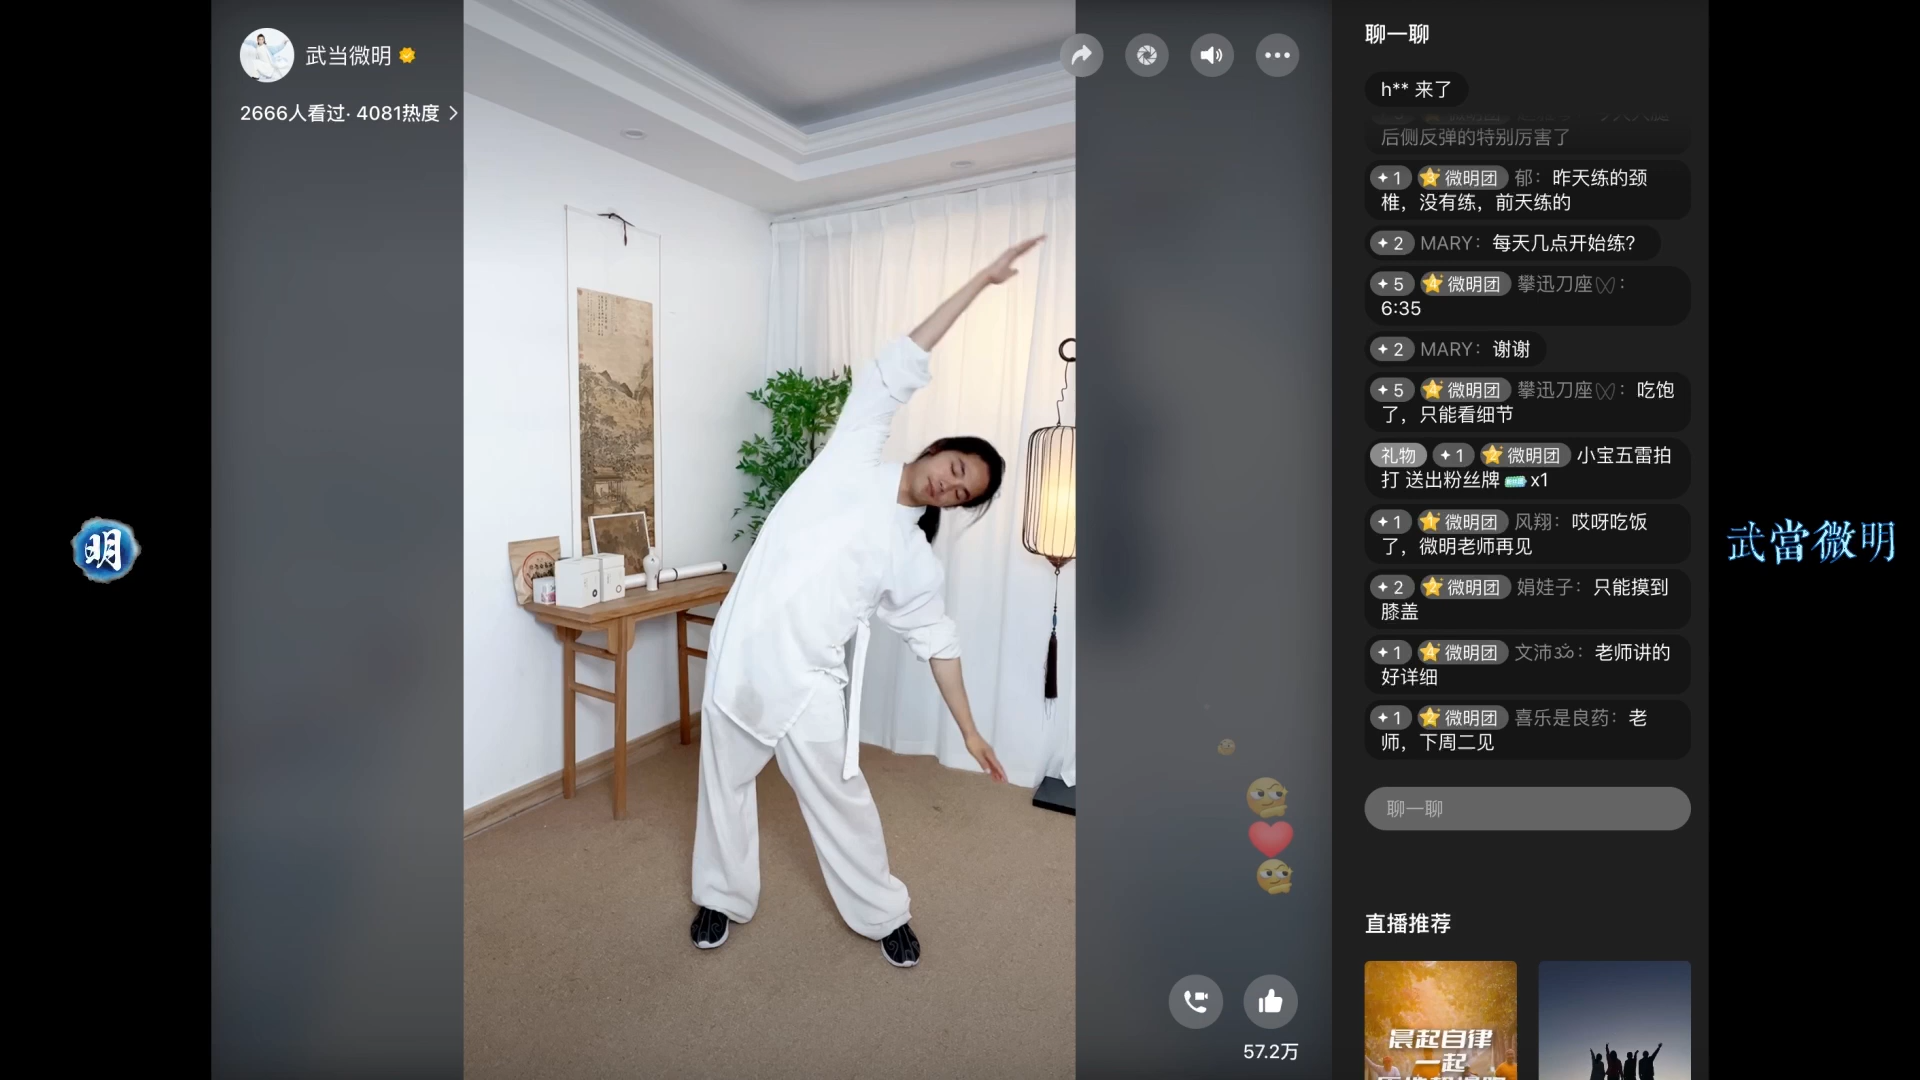 武当微明
2666人看过· 4081热度 >
明
武當微明
57.2万
聊一聊
h** 来了
后侧反弹的特别厉害了
1 微明团 郁：昨天练的颈
椎，没有练，前天练的
2 MARY：每天几点开始练?
5 4 微明团 攀迅刀座：
6:35
2 MARY：谢谢
5 4 微明团 攀迅刀座：吃饱
了，只能看细节
礼物 1 2 微明团 小宝五雷拍
打 送出粉丝牌 x1
1 1 微明团 风翔：哎呀吃饭
了，微明老师再见
2 微明团 娟娃子：只能摸到
膝盖
1 4 微明团 文沛ॐ：老师讲的
好详细
1 2 微明团 喜乐是良药：老
师，下周二见
聊一聊
直播推荐
晨起自律
一起